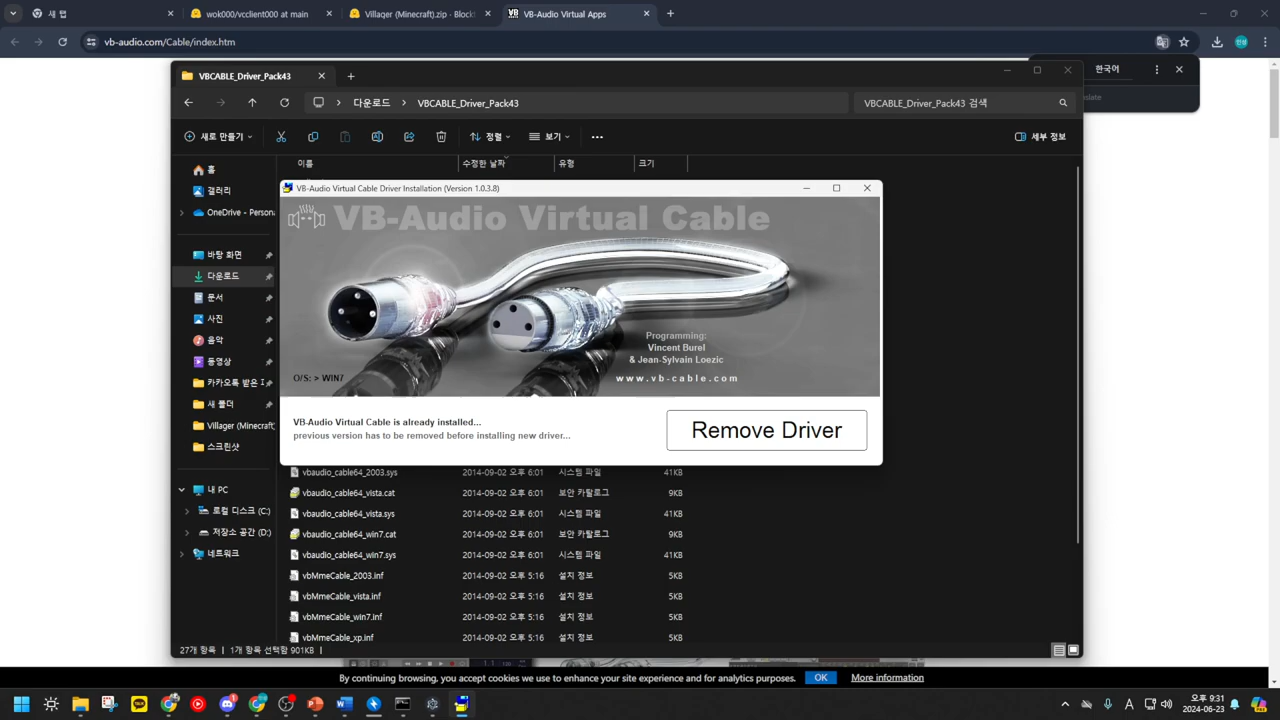 새 탭
wok000/vcclient000 at main
Villager (Minecraft).zip - Blocks
VB-Audio Virtual Apps
vb-audio.com/Cable/index.htm
VBCABLE_Driver_Pack43
한국어
다운로드 > VBCABLE_Driver_Pack43
VBCABLE_Driver_Pack43 검색
새로 만들기
정렬
보기
세부 정보
이름
수정한 날짜
유형
크기
홈
갤러리
OneDrive - Persona
바탕 화면
다운로드
문서
사진
음악
동영상
카카오톡 받은 파
새 폴더
Villager (Minecraft
스크린샷
내 PC
로컬 디스크 (C:)
저장소 공간 (D:)
네트워크
VB-Audio Virtual Cable Driver Installation (Version 1.0.3.8)
VB-Audio Virtual Cable
Programming:
Vincent Burel
& Jean-Sylvain Loezic
www.vb-cable.com
O/S: > WIN7
VB-Audio Virtual Cable is already installed...
previous version has to be removed before installing new driver...
Remove Driver
vbaudio_cable64_2003.sys 2014-09-02 오후 6:01 시스템 파일 41KB
vbaudio_cable64_vista.cat 2014-09-02 오후 6:01 보안 카탈로그 9KB
vbaudio_cable64_vista.sys 2014-09-02 오후 6:01 시스템 파일 41KB
vbaudio_cable64_win7.cat 2014-09-02 오후 6:01 보안 카탈로그 9KB
vbaudio_cable64_win7.sys 2014-09-02 오후 6:01 시스템 파일 41KB
vbMmeCable_2003.inf 2014-09-02 오후 5:16 설치 정보 5KB
vbMmeCable_vista.inf 2014-09-02 오후 5:16 설치 정보 5KB
vbMmeCable_win7.inf 2014-09-02 오후 5:16 설치 정보 5KB
vbMmeCable_xp.inf 2014-09-02 오후 5:16 설치 정보 5KB
27개 항목 1개 항목 선택함 901KB
By continuing browsing, you accept cookies we use to enhance your site experience and for analytics purposes. OK More information
A
오후 9:31
2024-06-23